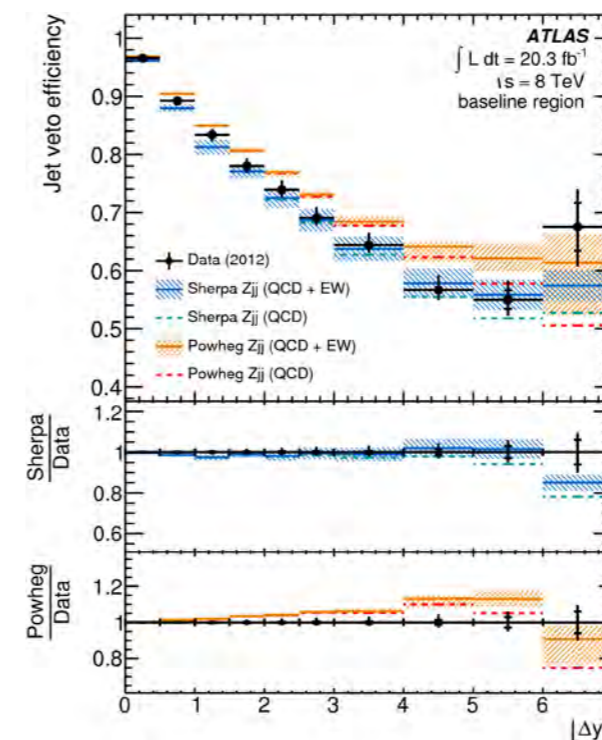 ATLAS
∫ L dt = 20.3 fb⁻¹
√s = 8 TeV
baseline region
Jet veto efficiency
1
0.9
0.8
0.7
0.6
0.5
0.4
Data (2012)
Sherpa Zjj (QCD + EW)
Sherpa Zjj (QCD)
Powheg Zjj (QCD + EW)
Powheg Zjj (QCD)
Sherpa
Data
1.2
1
0.8
0.6
Powheg
Data
1.2
1
0.8
0 1 2 3 4 5 6 7
|Δy